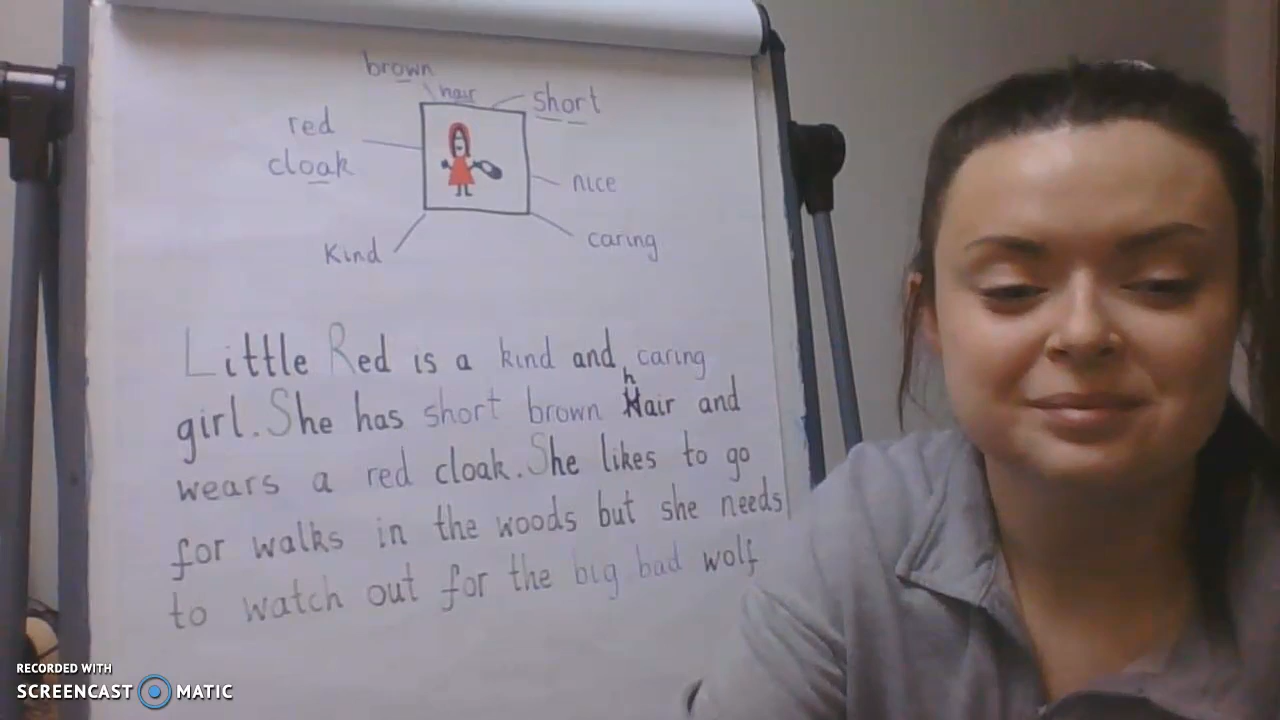 brown
hair
short
red
cloak
nice
Kind
caring
Little Red is a kind and caring
girl. She has short brown hair and
wears a red cloak. She likes to go
for walks in the woods but she needs
to watch out for the big bad wolf
RECORDED WITH
SCREENCAST MATIC